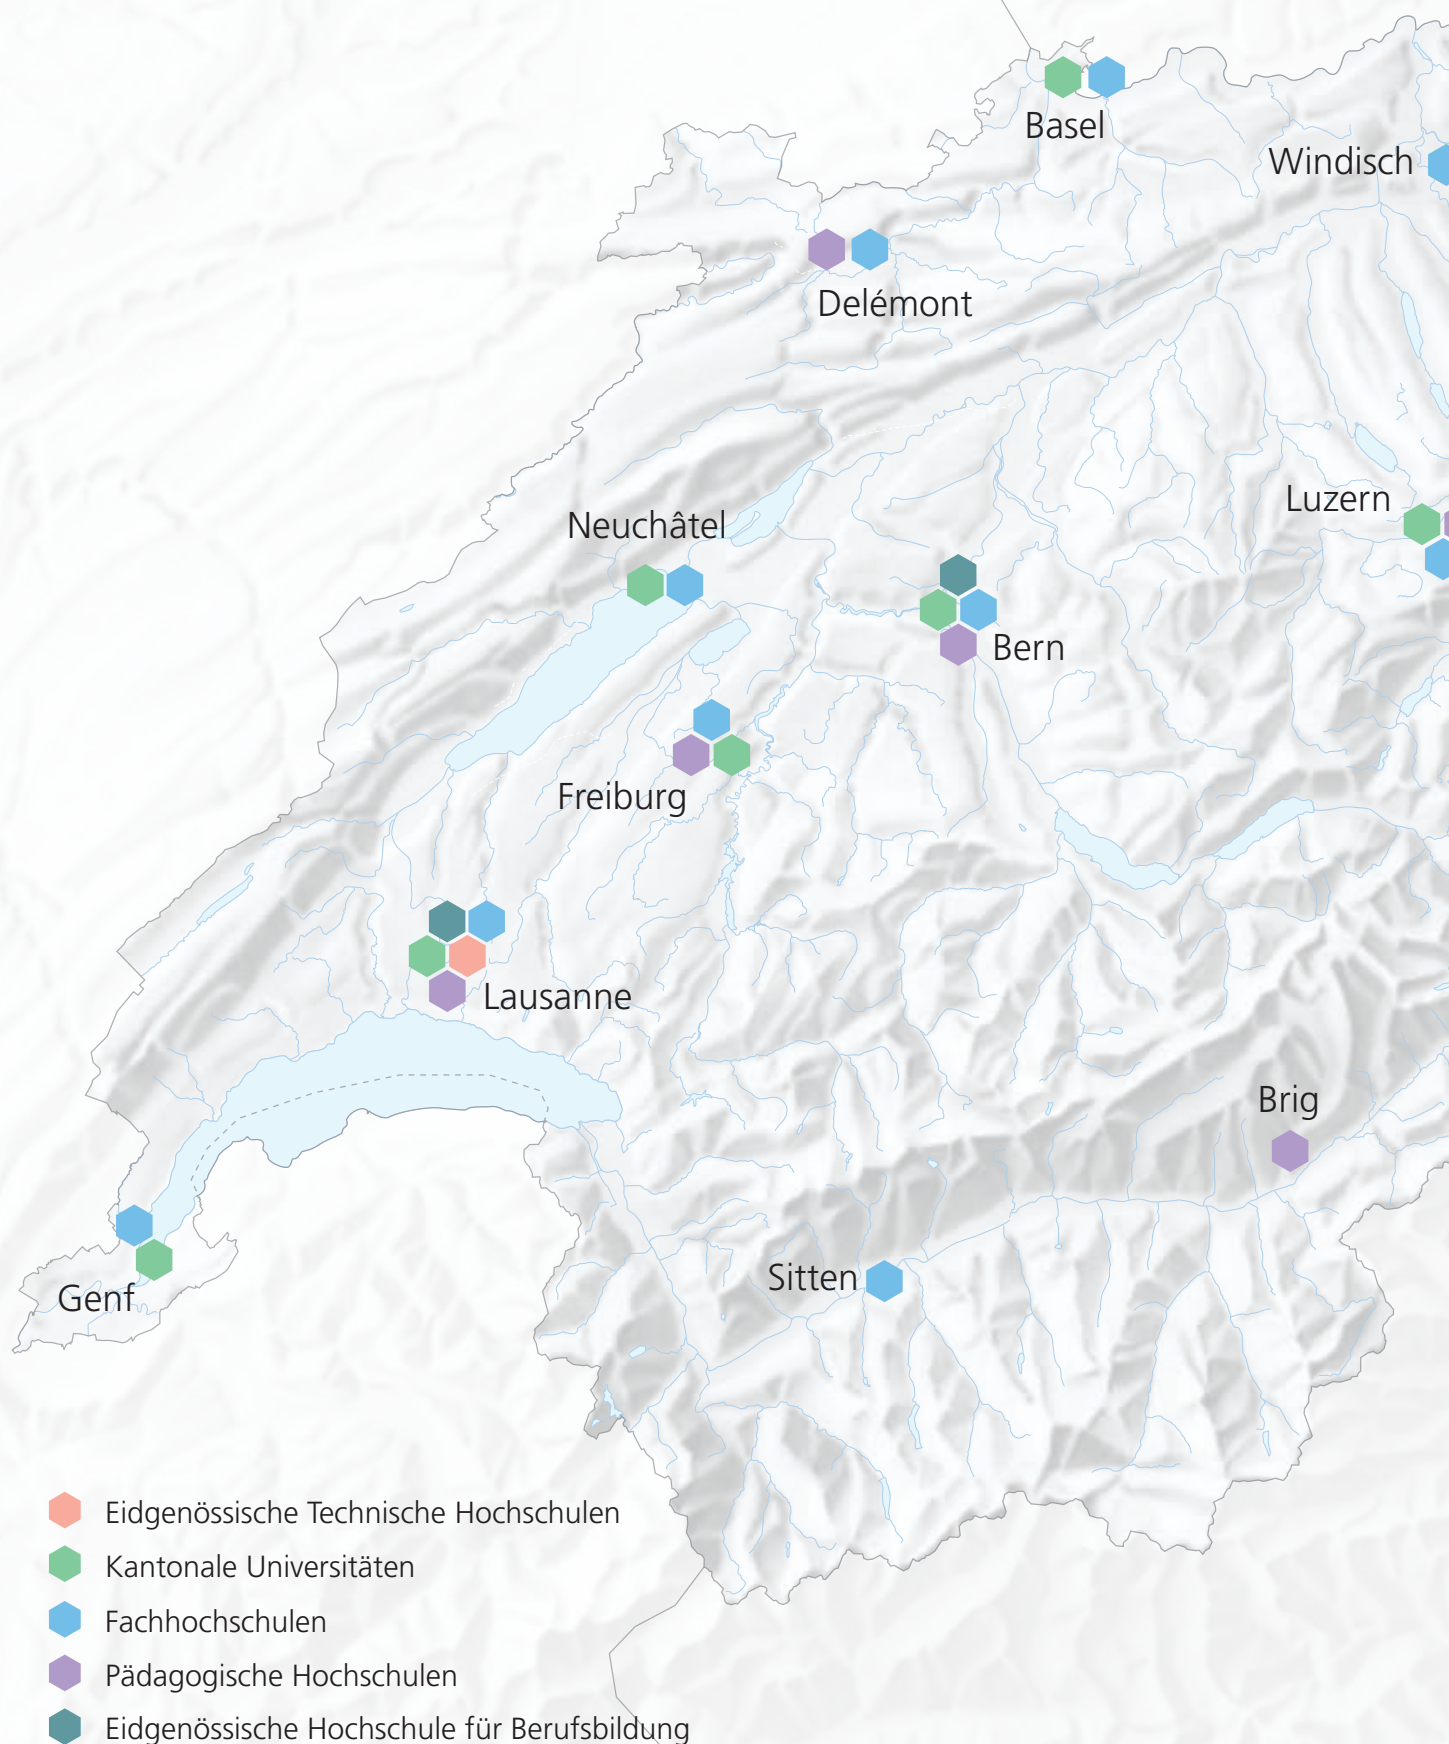 Basel
Windisch
Delémont
Luzern
Neuchâtel
Bern
Freiburg
Lausanne
Brig
Sitten
Genf
Eidgenössische Technische Hochschulen
Kantonale Universitäten
Fachhochschulen
Pädagogische Hochschulen
Eidgenössische Hochschule für Berufsbildung